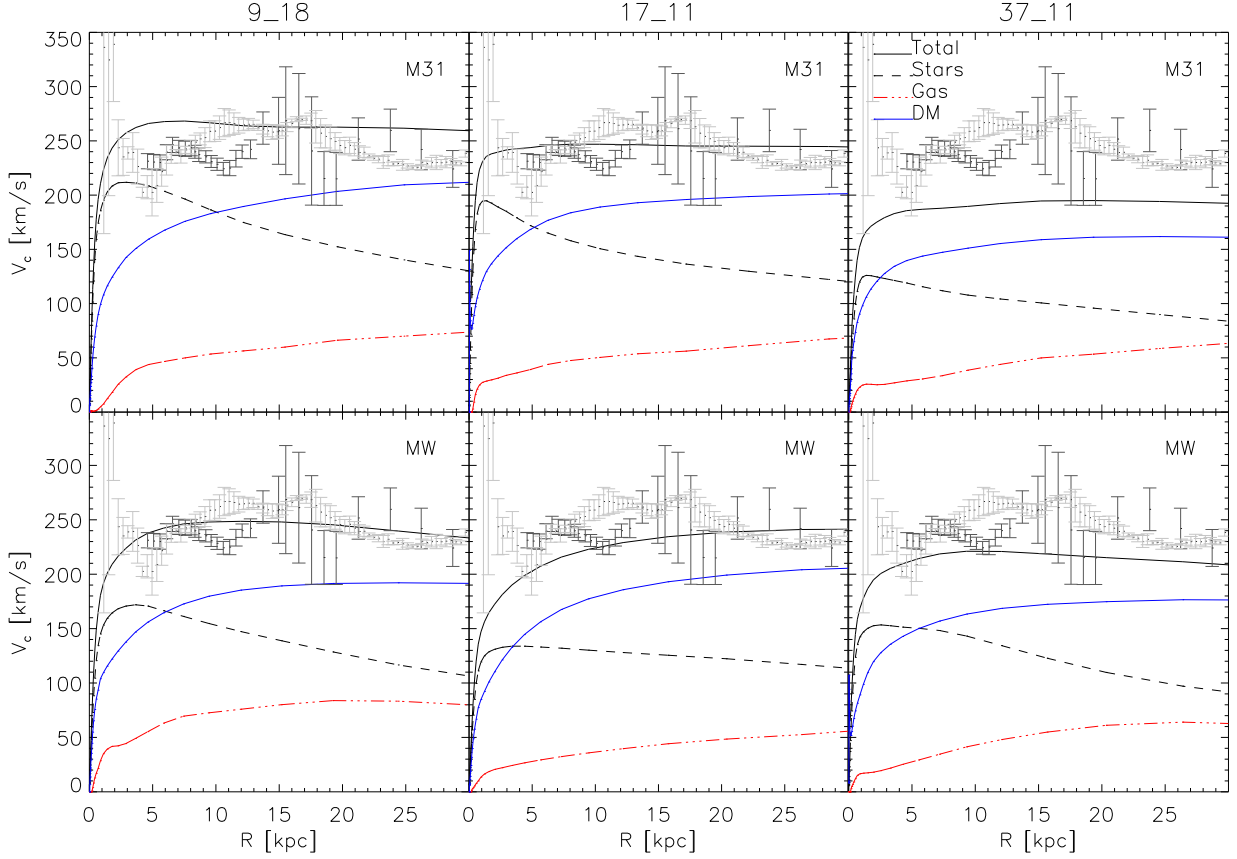 9_18 17_11 37_11
350
300
250
200
150
100
50
0
V_c [km/s]
M31
M31
M31
Total
Stars
Gas
DM
300
250
200
150
100
50
0
V_c [km/s]
MW
MW
MW
0 5 10 15 20 25 0 5 10 15 20 25 0 5 10 15 20 25
R [kpc] R [kpc] R [kpc]